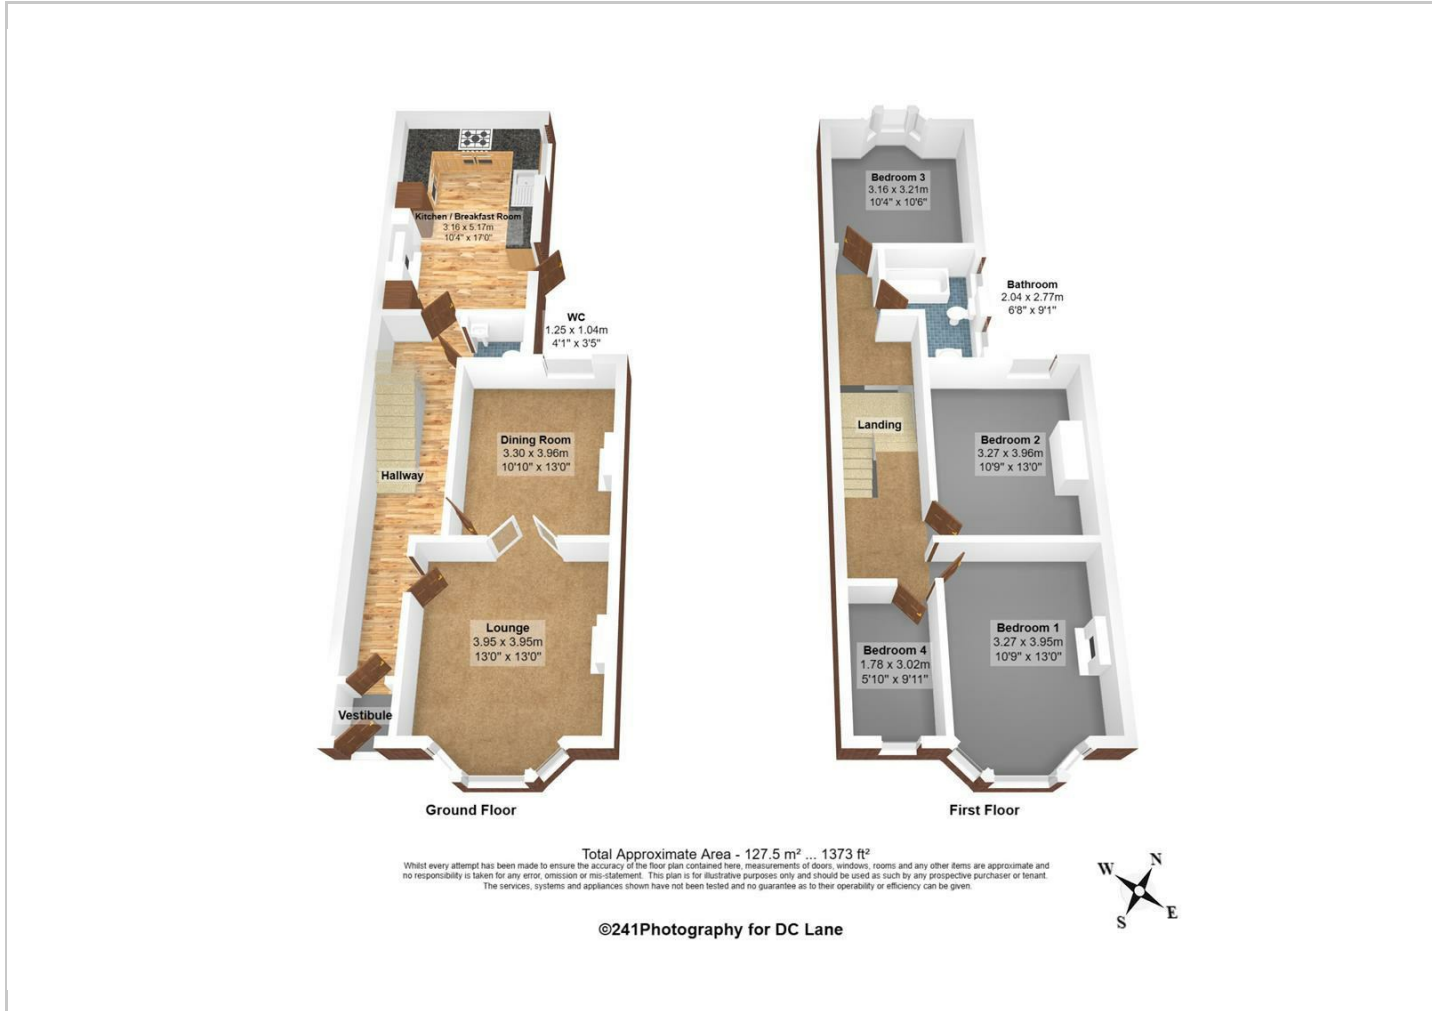 Kitchen / Breakfast Room
3.16 x 5.17m
10'4" x 17'0"
WC
1.25 x 1.04m
4'1" x 3'5"
Dining Room
3.30 x 3.96m
10'10" x 13'0"
Hallway
Lounge
3.95 x 3.95m
13'0" x 13'0"
Vestibule
Ground Floor
Bedroom 3
3.16 x 3.21m
10'4" x 10'6"
Bathroom
2.04 x 2.77m
6'8" x 9'1"
Landing
Bedroom 2
3.27 x 3.96m
10'9" x 13'0"
Bedroom 1
3.27 x 3.95m
10'9" x 13'0"
Bedroom 4
1.78 x 3.02m
5'10" x 9'11"
First Floor
Total Approximate Area - 127.5 m² ... 1373 ft²
Whilst every attempt has been made to ensure the accuracy of the floor plan contained here, measurements of doors, windows, rooms and any other items are approximate and
no responsibility is taken for any error, omission or mis-statement. This plan is for illustrative purposes only and should be used as such by any prospective purchaser or tenant.
The services, systems and appliances shown have not been tested and no guarantee as to their operability or efficiency can be given.
©241Photography for DC Lane
N
W
E
S